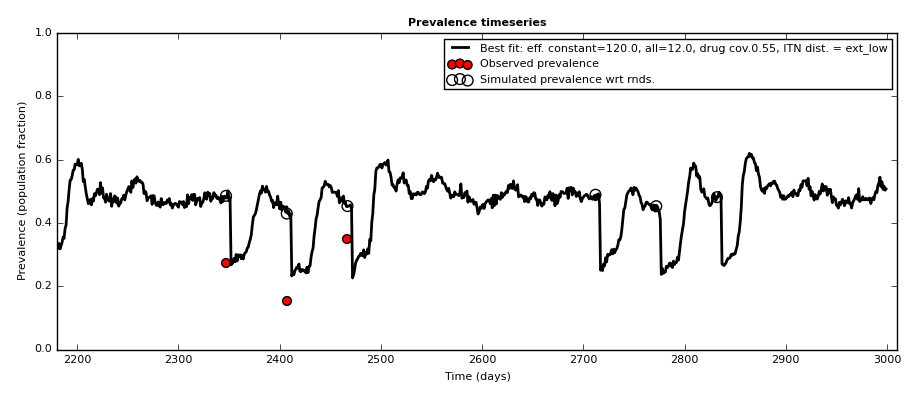 Prevalence timeseries
Best fit: eff. constant=120.0, all=12.0, drug cov.0.55, ITN dist. = ext_low
Observed prevalence
Simulated prevalence wrt rnds.
Prevalence (population fraction)
1.0
0.8
0.6
0.4
0.2
0.0
2200 2300 2400 2500 2600 2700 2800 2900 3000
Time (days)